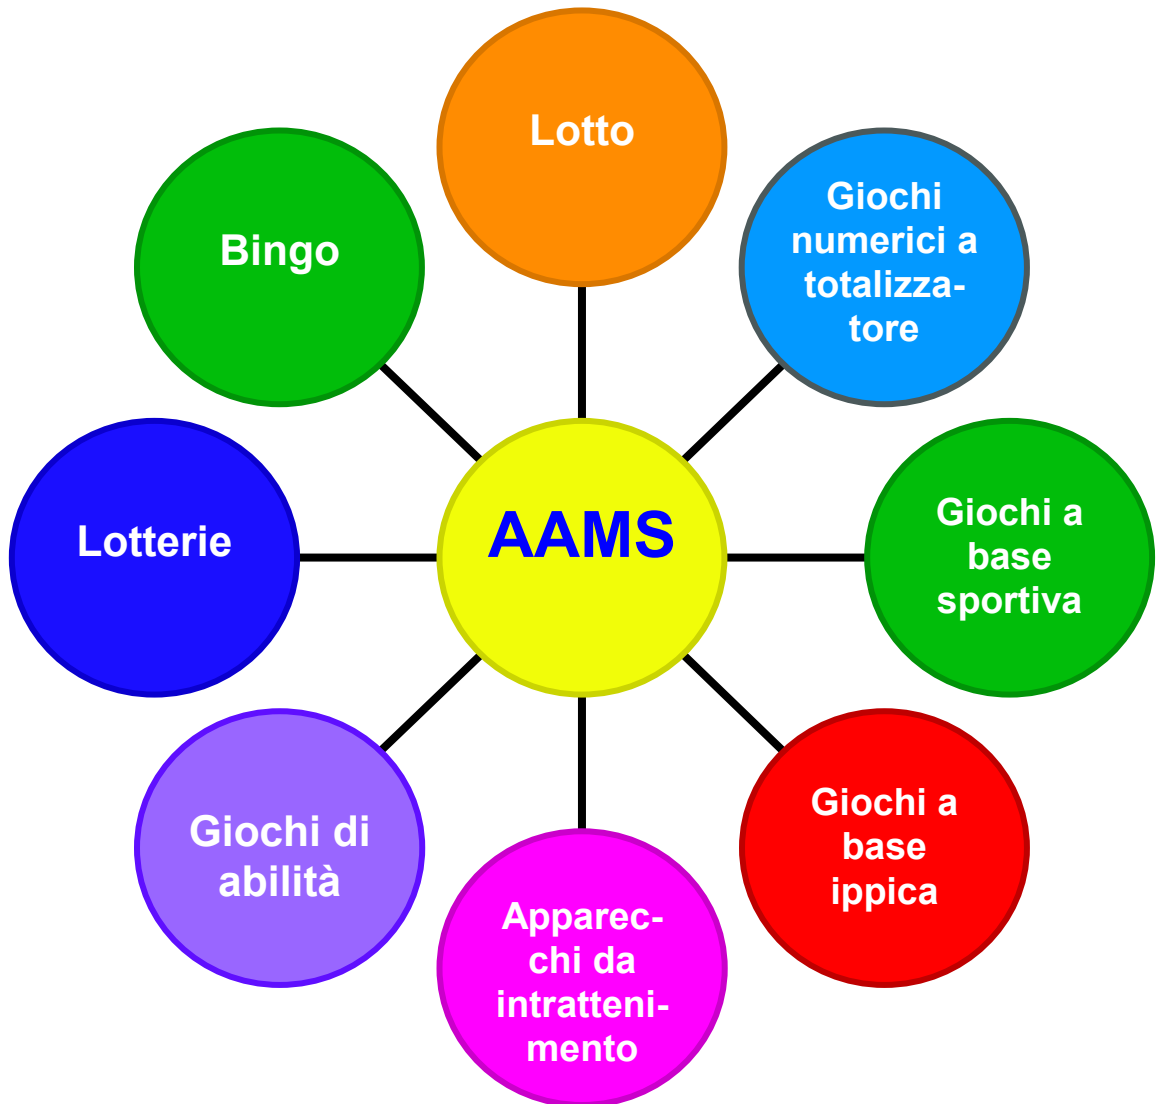 Lotto
Giochi
numerici a
totalizza-
tore
Bingo
Giochi a
base
sportiva
AAMS
Lotterie
Giochi a
base
ippica
Giochi di
abilità
Apparec-
chi da
intratteni-
mento